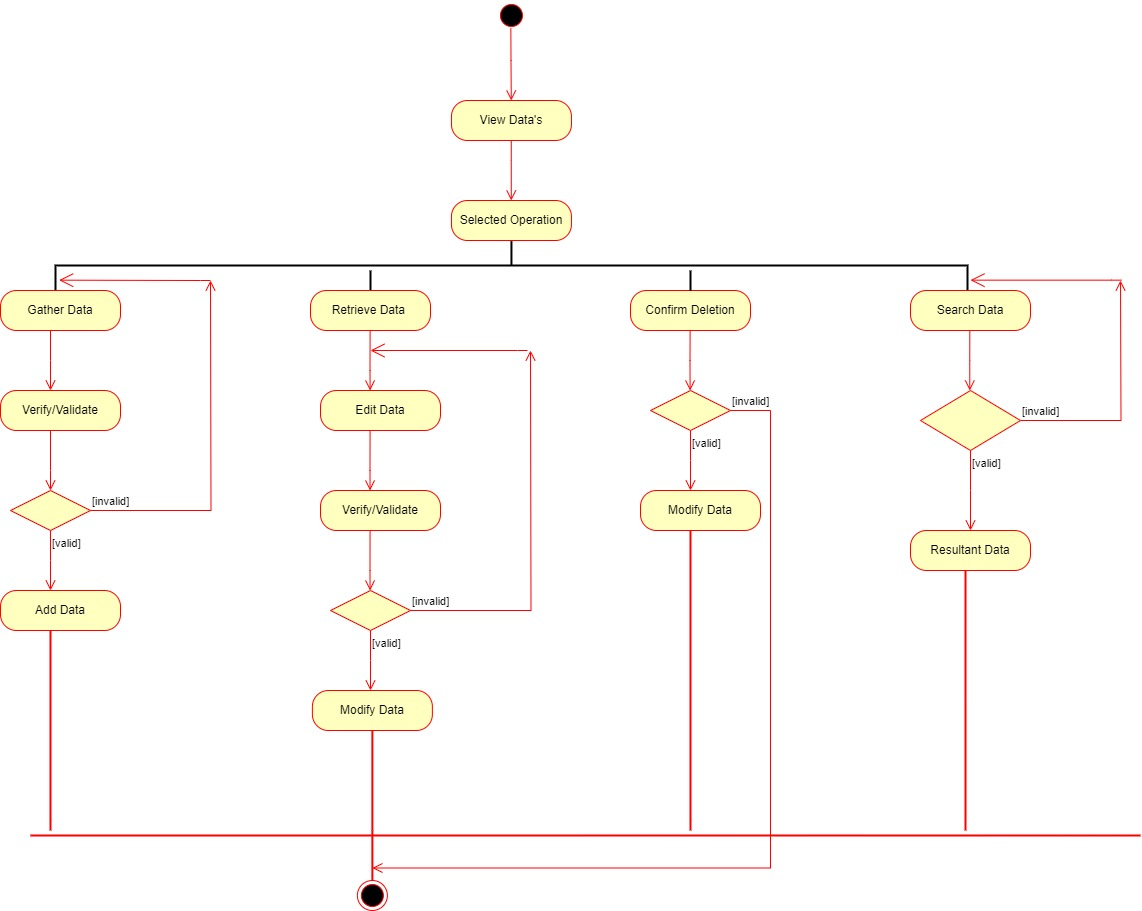 View Data's
Selected Operation
Gather Data
Retrieve Data
Confirm Deletion
Search Data
Verify/Validate
Edit Data
[invalid]
[invalid]
[valid]
[valid]
[invalid]
Verify/Validate
Modify Data
[valid]
Resultant Data
Add Data
[invalid]
[valid]
Modify Data